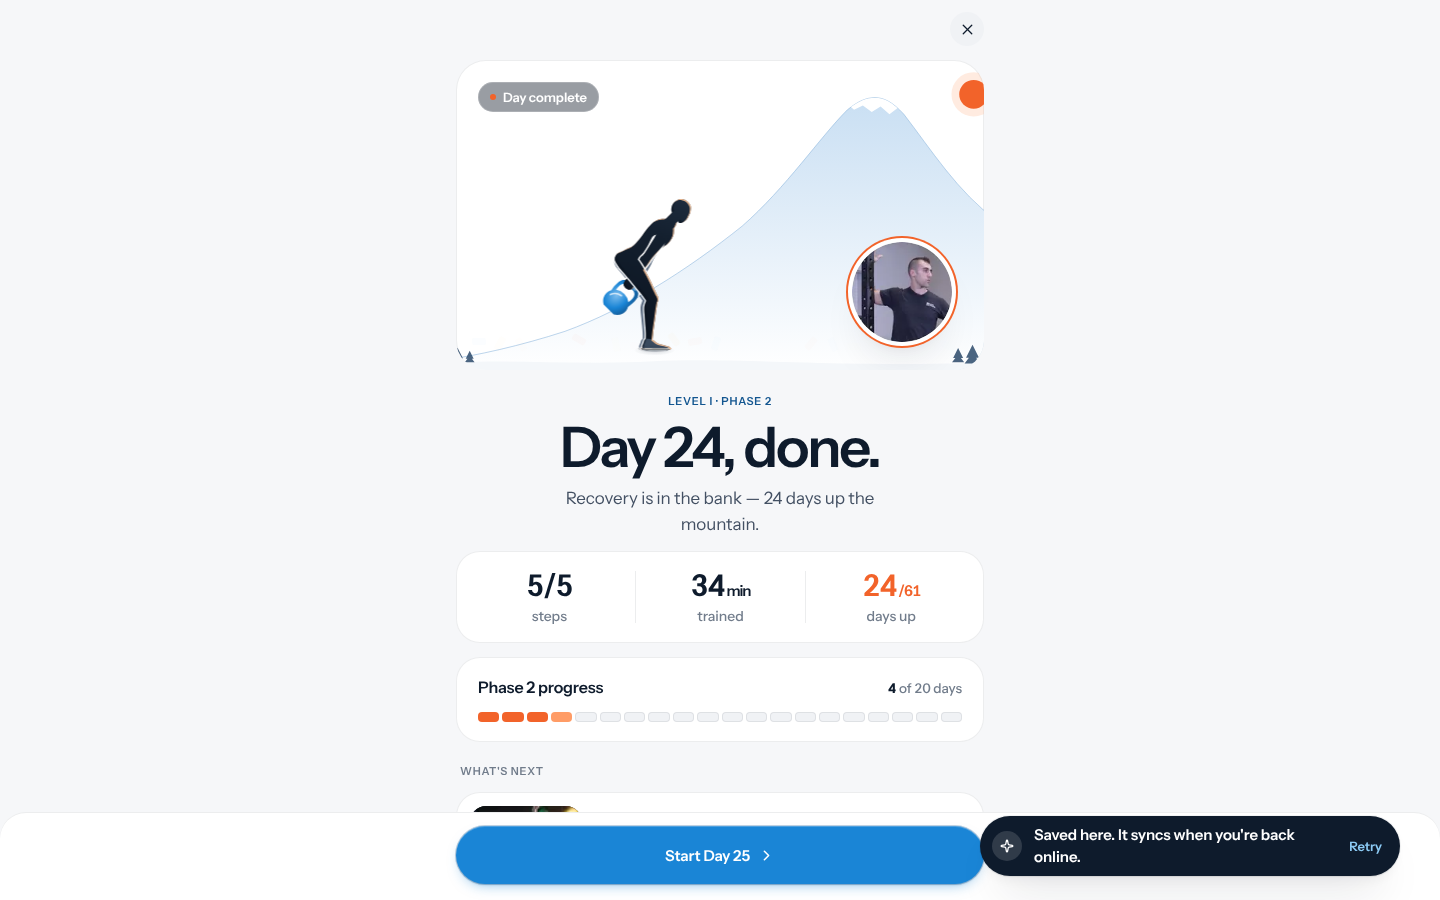 Day complete
LEVEL I · PHASE 2
Day 24, done.
Recovery is in the bank — 24 days up the
mountain.
5/5
steps
34 min
trained
24 /61
days up
Phase 2 progress
4 of 20 days
WHAT'S NEXT
Start Day 25
Saved here. It syncs when you're back
online.
Retry